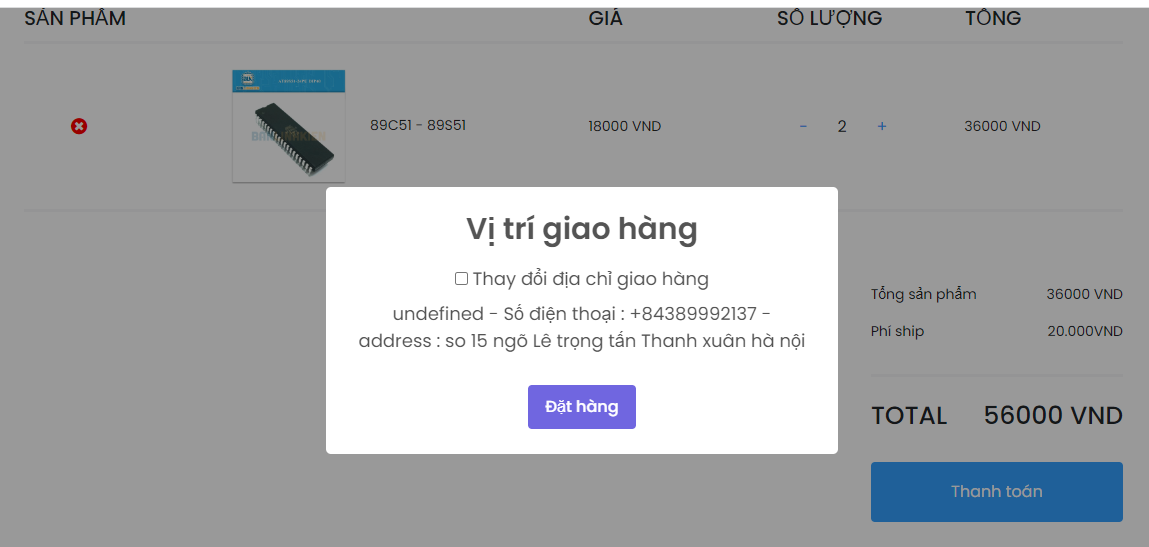 SẢN PHẨM GIÁ SỐ LƯỢNG TỔNG
89C51 - 89S51 18000 VND - 2 + 36000 VND
Vị trí giao hàng
Thay đổi địa chỉ giao hàng
undefined - Số điện thoại : +84389992137 -
address : so 15 ngõ Lê trọng tấn Thanh xuân hà nội
Đặt hàng
Tổng sản phẩm 36000 VND
Phí ship 20.000VND
TOTAL 56000 VND
Thanh toán